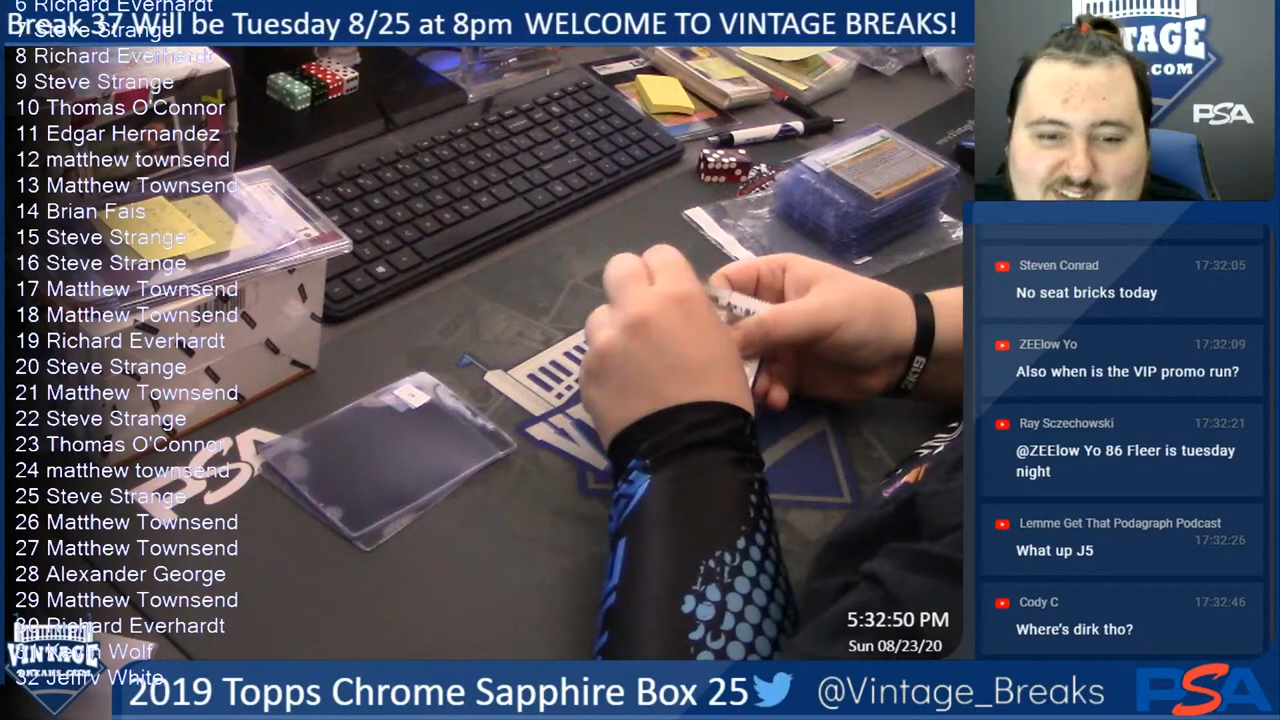 6 Richard Everhardt
Break 37 Will be Tuesday 8/25 at 8pm WELCOME TO VINTAGE BREAKS!
7 Steve Strange
8 Richard Everhardt
9 Steve Strange
10 Thomas O'Connor
11 Edgar Hernandez
12 matthew townsend
13 Matthew Townsend
14 Brian Fais
15 Steve Strange
16 Steve Strange
17 Matthew Townsend
18 Matthew Townsend
19 Richard Everhardt
20 Steve Strange
21 Matthew Townsend
22 Steve Strange
23 Thomas O'Connor
24 matthew townsend
25 Steve Strange
26 Matthew Townsend
27 Matthew Townsend
28 Alexander George
29 Matthew Townsend
30 Richard Everhardt
Wolf
32 Jeffry White
TAGE
.COM
PSA
Steven Conrad 17:32:05
No seat bricks today
ZEElow Yo 17:32:09
Also when is the VIP promo run?
Ray Sczechowski 17:32:21
@ZEElow Yo 86 Fleer is tuesday
night
Lemme Get That Podagraph Podcast
17:32:26
What up J5
Cody C 17:32:46
Where's dirk tho?
2K19
PSA
5:32:50 PM
Sun 08/23/20
VINTAGE
2019 Topps Chrome Sapphire Box 25
@Vintage_Breaks
PSA